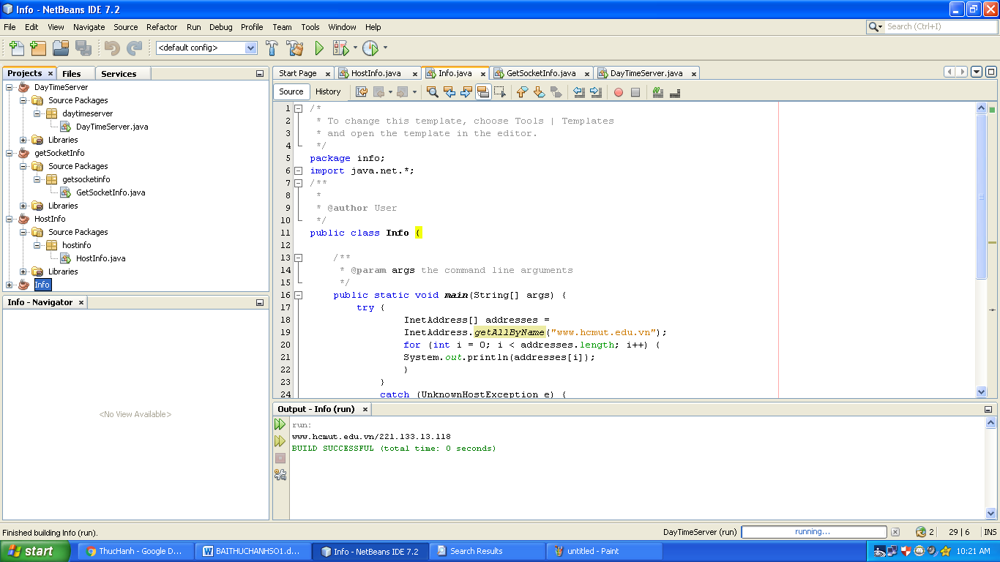 Info - NetBeans IDE 7.2
File Edit View Navigate Source Refactor Run Debug Profile Team Tools Window Help
Search (Ctrl+I)
<default config>
Projects Files Services
DayTimeServer
Source Packages
daytimeserver
DayTimeServer.java
Libraries
getSocketInfo
Source Packages
getsocketinfo
GetSocketInfo.java
Libraries
HostInfo
Source Packages
hostinfo
HostInfo.java
Libraries
Info
Info - Navigator
<No View Available>
Start Page HostInfo.java Info.java GetSocketInfo.java DayTimeServer.java
Source History
1 /*
2 * To change this template, choose Tools | Templates
3 * and open the template in the editor.
4 */
5 package info;
6 import java.net.*;
7 /**
8 *
9 * @author User
10 */
11 public class Info {
12
13 /**
14 * @param args the command line arguments
15 */
16 public static void main(String[] args) {
17 try {
18 InetAddress[] addresses =
19 InetAddress.getAllByName("www.hcmut.edu.vn");
20 for (int i = 0; i < addresses.length; i++) {
21 System.out.println(addresses[i]);
22 }
23 }
24 catch (UnknownHostException e) {
Output - Info (run)
run:
www.hcmut.edu.vn/221.133.13.118
BUILD SUCCESSFUL (total time: 0 seconds)
Finished building Info (run).
DayTimeServer (run) running... 2 29 | 6 INS
start ThucHanh - Google D... BAITHUCHANHSO1.d... Info - NetBeans IDE 7.2 Search Results untitled - Paint 10:21 AM